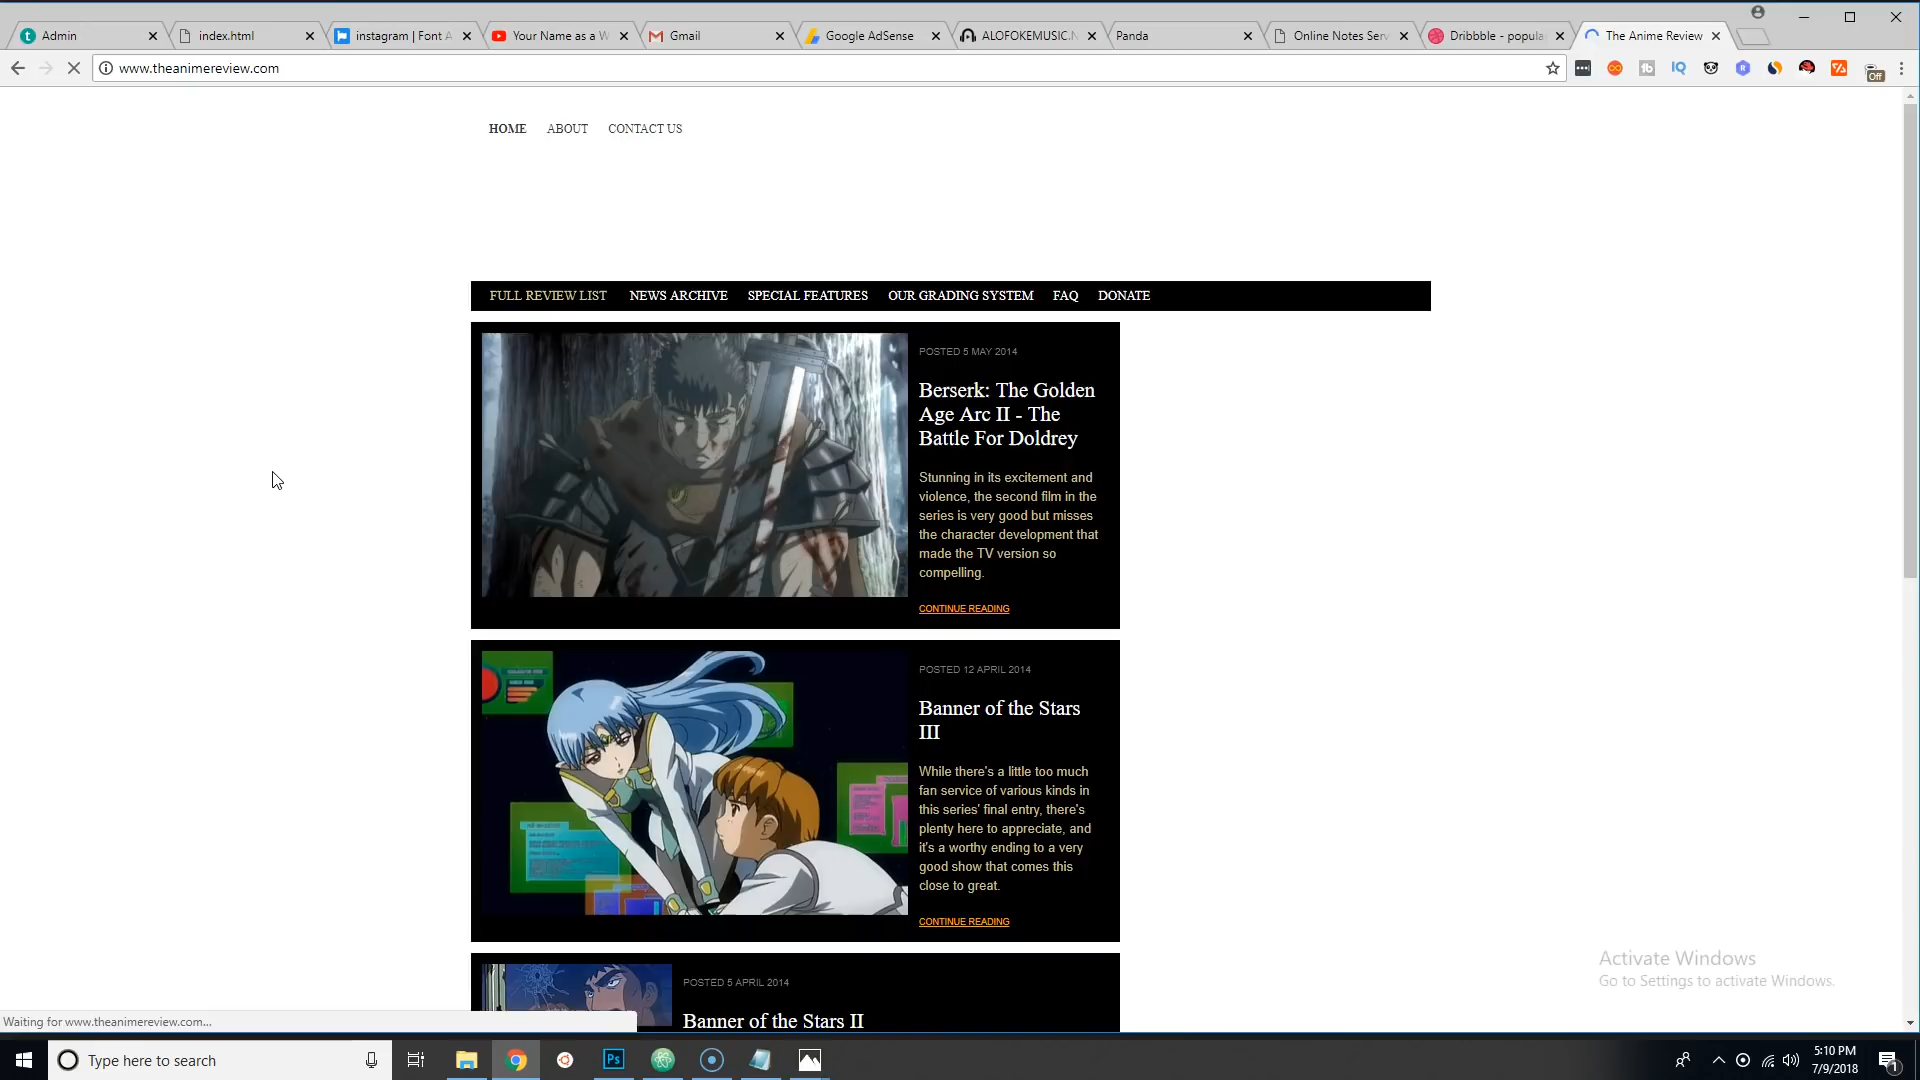 Admin
index.html
instagram | Font A
Your Name as a W
Gmail
Google AdSense
ALOFOKEMUSIC.N
Panda
Online Notes Serv
Dribbble - popula
The Anime Review
www.theanimereview.com
Off
HOME ABOUT CONTACT US
FULL REVIEW LIST NEWS ARCHIVE SPECIAL FEATURES OUR GRADING SYSTEM FAQ DONATE
POSTED 5 MAY 2014
Berserk: The Golden
Age Arc II - The
Battle For Doldrey
Stunning in its excitement and
violence, the second film in the
series is very good but misses
the character development that
made the TV version so
compelling.
CONTINUE READING
POSTED 12 APRIL 2014
Banner of the Stars
III
While there's a little too much
fan service of various kinds in
this series' final entry, there's
plenty here to appreciate, and
it's a worthy ending to a very
good show that comes this
close to great.
CONTINUE READING
POSTED 5 APRIL 2014
Banner of the Stars II
Activate Windows
Go to Settings to activate Windows.
Waiting for www.theanimereview.com...
Type here to search
Ps
5:10 PM
7/9/2018
1